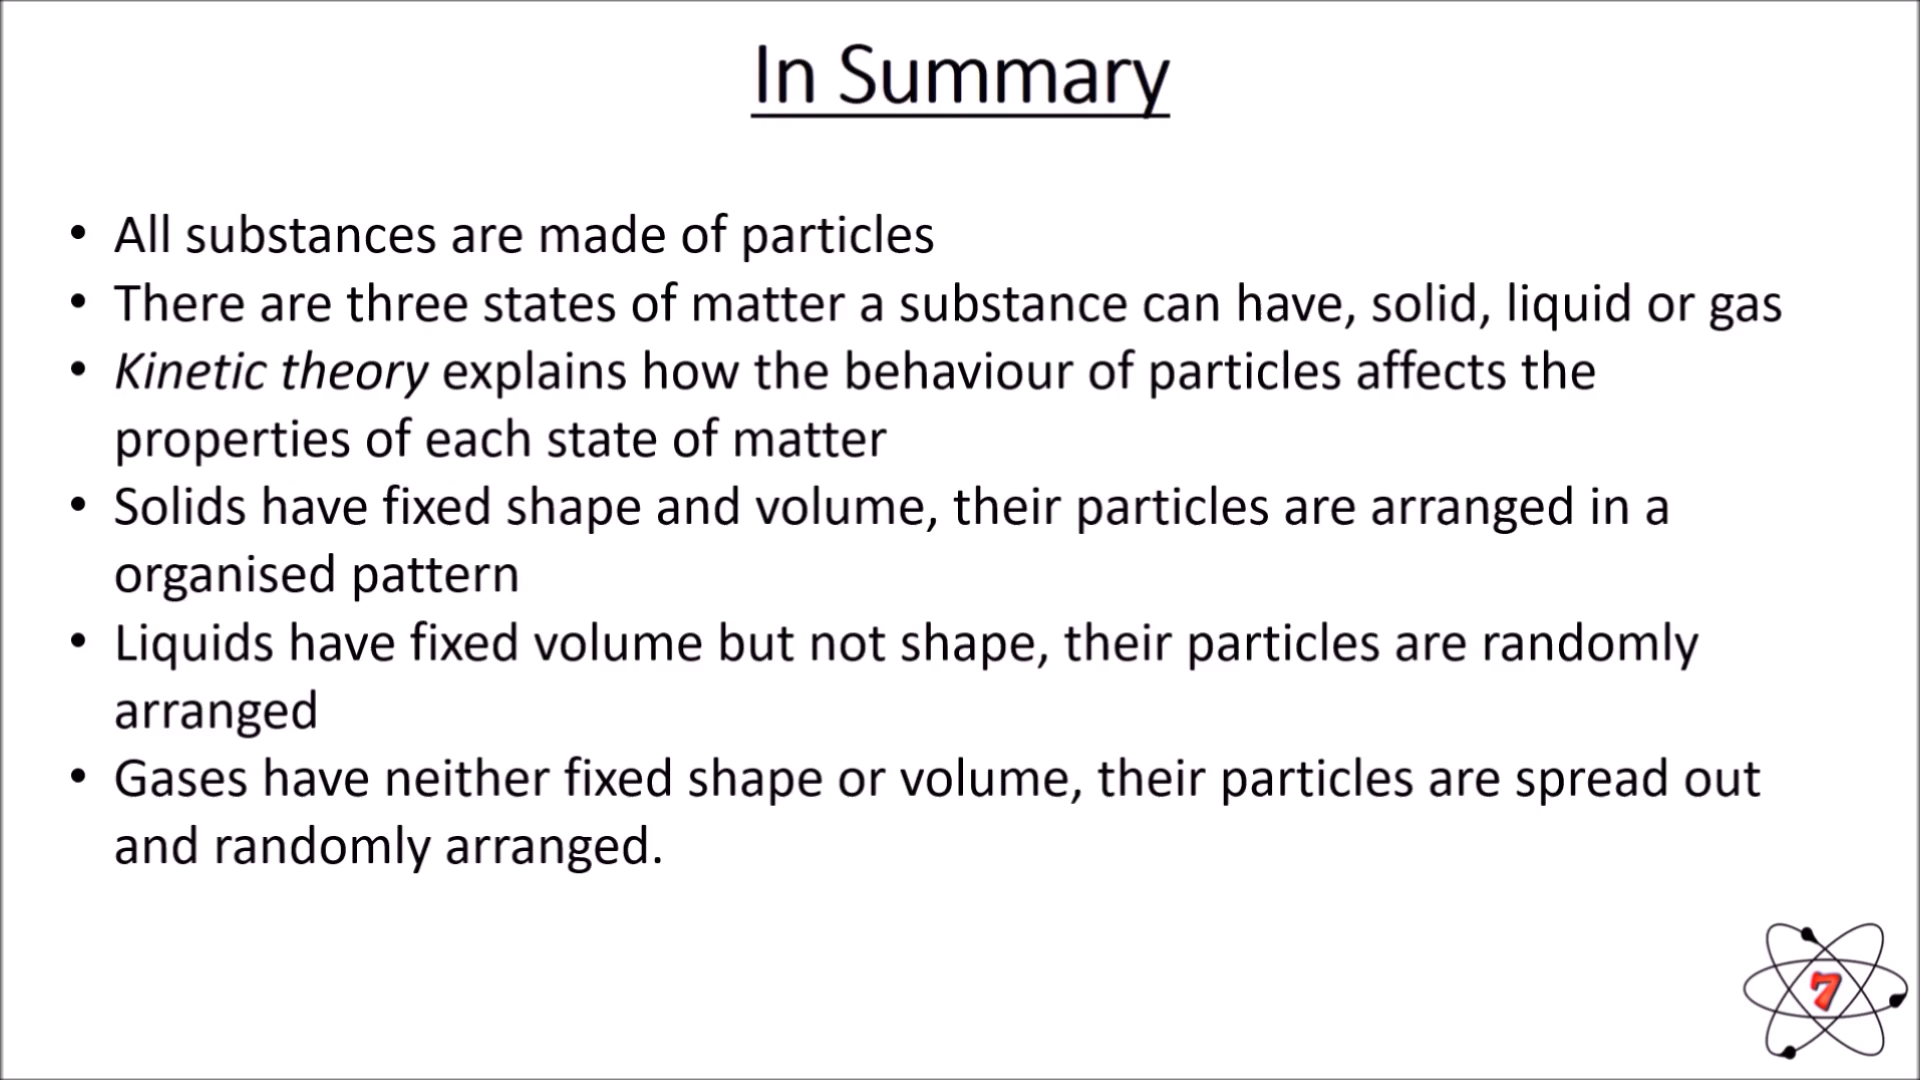 In Summary
• All substances are made of particles
• There are three states of matter a substance can have, solid, liquid or gas
• Kinetic theory explains how the behaviour of particles affects the
properties of each state of matter
• Solids have fixed shape and volume, their particles are arranged in a
organised pattern
• Liquids have fixed volume but not shape, their particles are randomly
arranged
• Gases have neither fixed shape or volume, their particles are spread out
and randomly arranged.
7